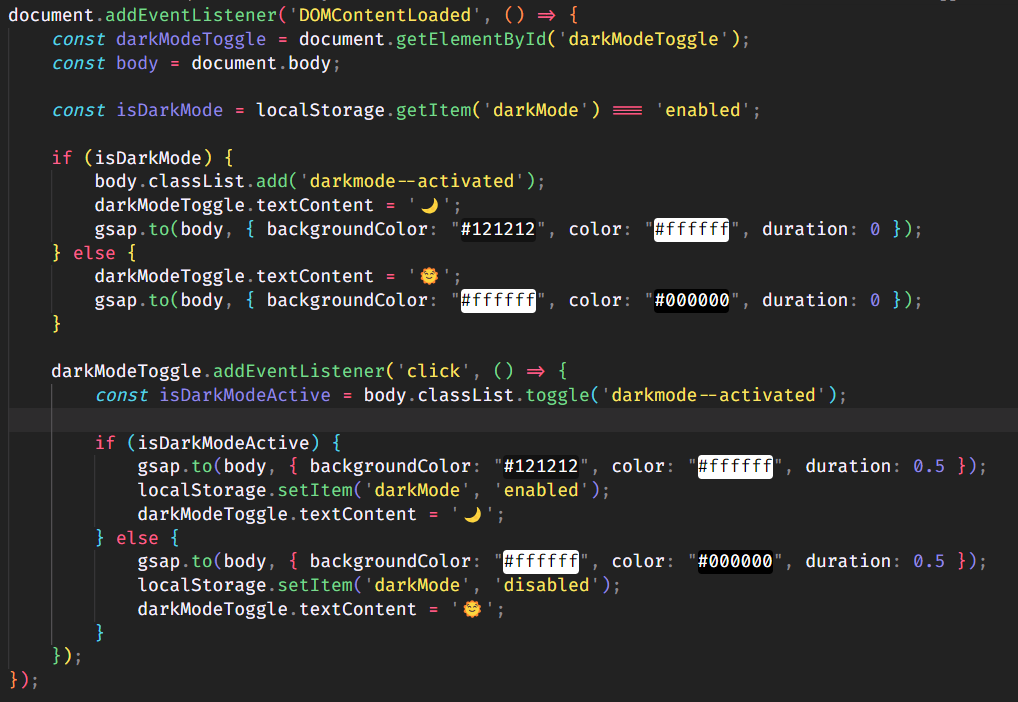 document.addEventListener('DOMContentLoaded', () => {
    const darkModeToggle = document.getElementById('darkModeToggle');
    const body = document.body;

    const isDarkMode = localStorage.getItem('darkMode') === 'enabled';

    if (isDarkMode) {
        body.classList.add('darkmode--activated');
        darkModeToggle.textContent = '🌙';
        gsap.to(body, { backgroundColor: "#121212", color: "#ffffff", duration: 0 });
    } else {
        darkModeToggle.textContent = '🌞';
        gsap.to(body, { backgroundColor: "#ffffff", color: "#000000", duration: 0 });
    }

    darkModeToggle.addEventListener('click', () => {
        const isDarkModeActive = body.classList.toggle('darkmode--activated');

        if (isDarkModeActive) {
            gsap.to(body, { backgroundColor: "#121212", color: "#ffffff", duration: 0.5 });
            localStorage.setItem('darkMode', 'enabled');
            darkModeToggle.textContent = '🌙';
        } else {
            gsap.to(body, { backgroundColor: "#ffffff", color: "#000000", duration: 0.5 });
            localStorage.setItem('darkMode', 'disabled');
            darkModeToggle.textContent = '🌞';
        }
    });
});